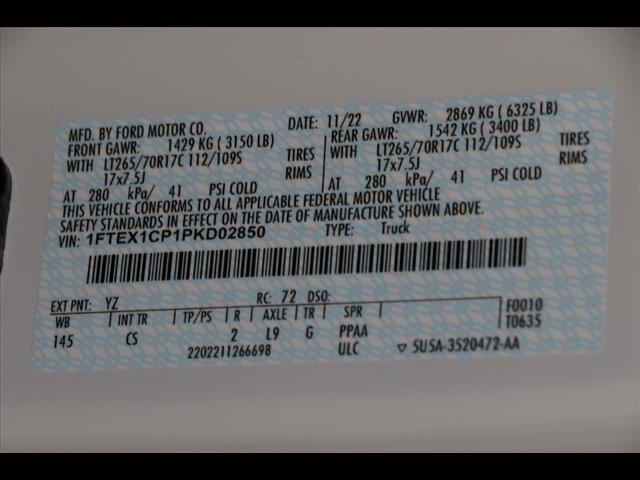 MFD. BY FORD MOTOR CO. DATE: 11/22 GVWR: 2869 KG ( 6325 LB)
FRONT GAWR: 1429 KG ( 3150 LB) REAR GAWR: 1542 KG ( 3400 LB)
WITH LT265/70R17C 112/109S TIRES WITH LT265/70R17C 112/109S TIRES
17x7.5J RIMS 17x7.5J RIMS
AT 280 kPa/ 41 PSI COLD AT 280 kPa/ 41 PSI COLD
THIS VEHICLE CONFORMS TO ALL APPLICABLE FEDERAL MOTOR VEHICLE
SAFETY STANDARDS IN EFFECT ON THE DATE OF MANUFACTURE SHOWN ABOVE.
VIN: 1FTEX1CP1PKD02850 TYPE: Truck
EXT PNT: YZ RC: 72 DSO:
WB INT TR TP/PS R AXLE TR SPR F0010
145 CS 2 L9 G PPAA T0635
2202211266698 ULC ▽ 5U5A-3520472-AA